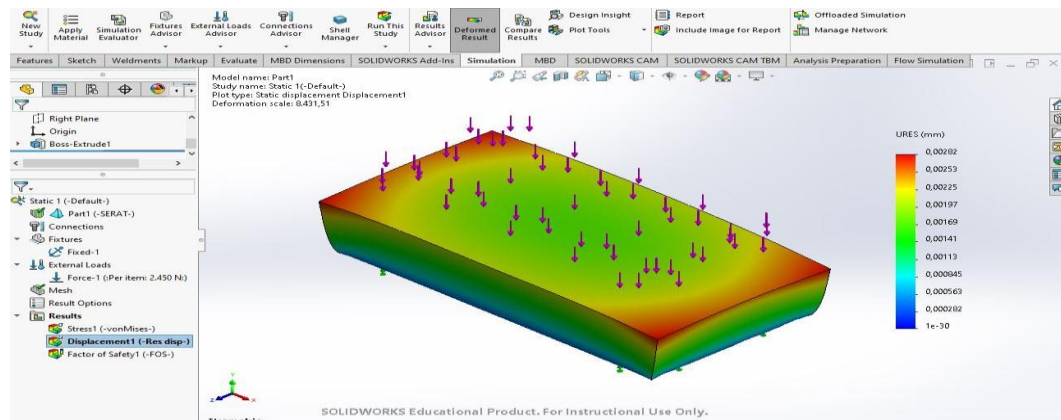 New Study
Apply Material
Simulation Evaluator
Fixtures Advisor
External Loads Advisor
Connections Advisor
Shell Manager
Run This Study
Results Advisor
Deformed Result
Compare Results
Design Insight
Plot Tools
Report
Include Image for Report
Offloaded Simulation
Manage Network
Features
Sketch
Weldments
Markup
Evaluate
MBD Dimensions
SOLIDWORKS Add-Ins
Simulation
MBD
SOLIDWORKS CAM
SOLIDWORKS CAM TBM
Analysis Preparation
Flow Simulation
Right Plane
Origin
Boss-Extrude1
Static 1 (-Default-)
Part1 (-SERAT-)
Connections
Fixtures
Fixed-1
External Loads
Force-1 (:Per item: 2.450 N:)
Mesh
Result Options
Results
Stress1 (-vonMises-)
Displacement1 (-Res disp-)
Factor of Safety1 (-FOS-)
Model name: Part1
Study name: Static 1(-Default-)
Plot type: Static displacement Displacement1
Deformation scale: 8.431,51
URES (mm)
0,00282
0,00253
0,00225
0,00197
0,00169
0,00141
0,00113
0,000845
0,000563
0,000282
1e-30
Y
X
SOLIDWORKS Educational Product. For Instructional Use Only.